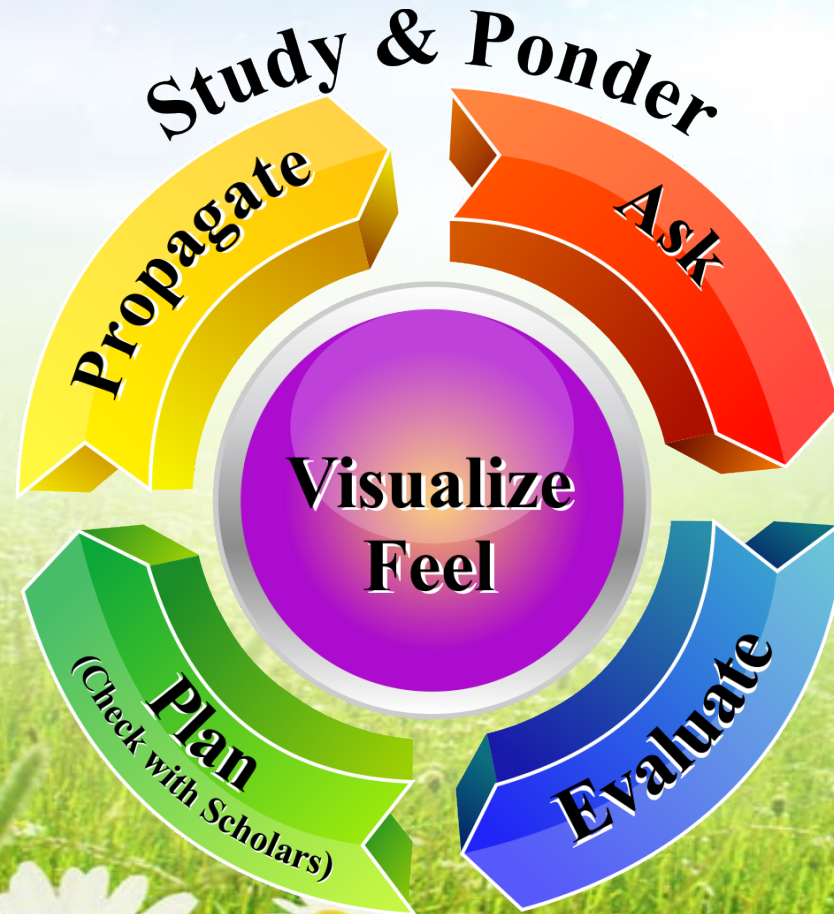 Study & Ponder
Ask
Evaluate
Plan
(Check with Scholars)
Propagate
Visualize
Feel